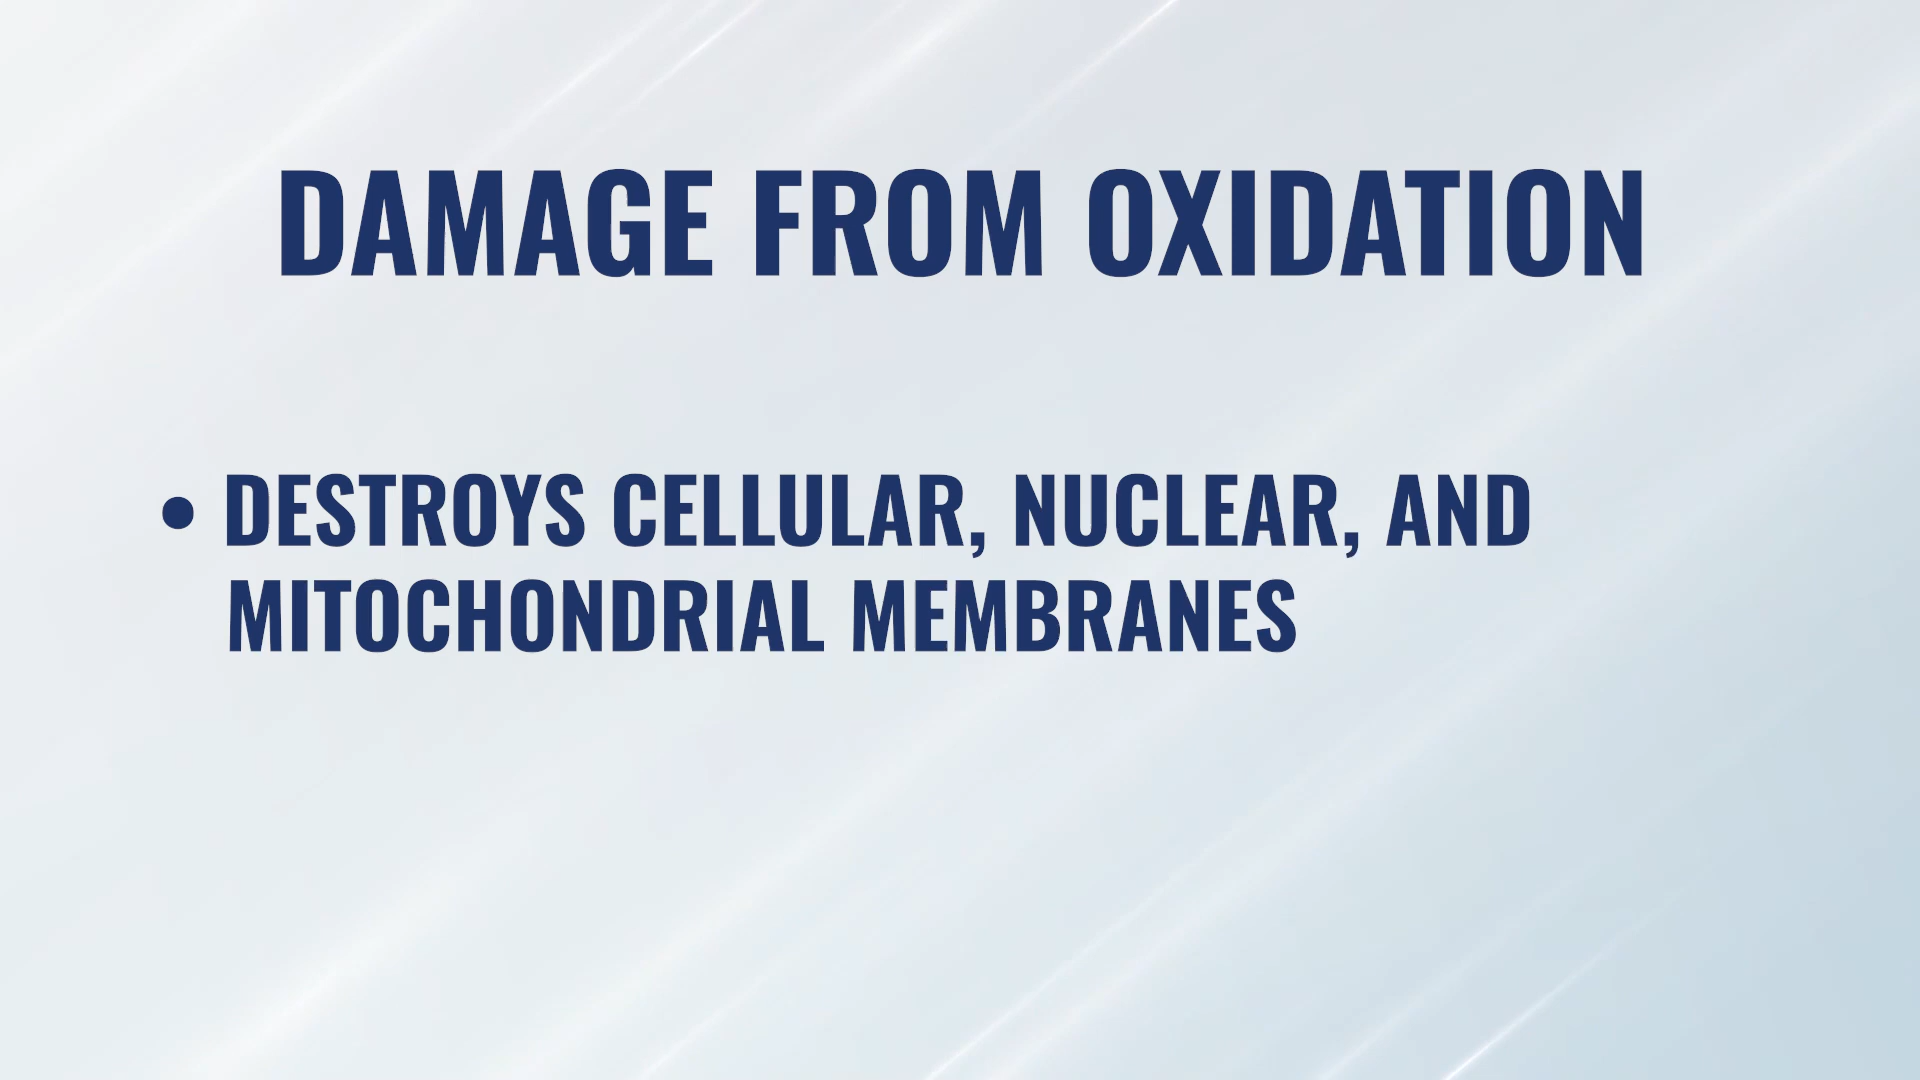 DAMAGE FROM OXIDATION
• DESTROYS CELLULAR, NUCLEAR, AND
MITOCHONDRIAL MEMBRANES